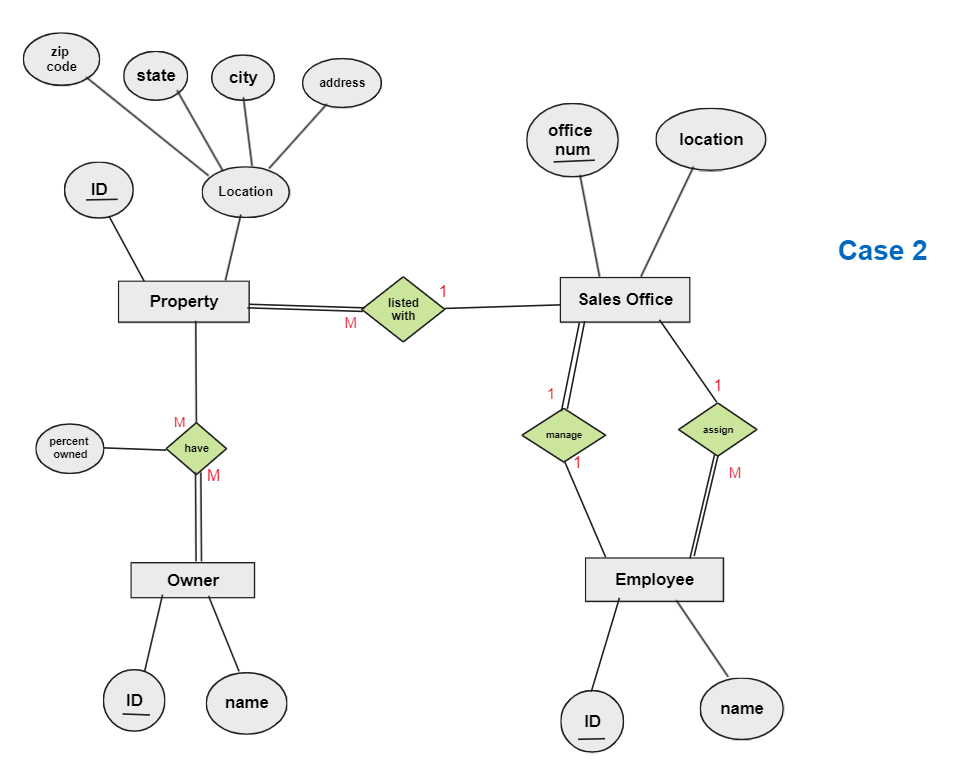 zip
code
state
city
address
office
num
location
ID
Location
Case 2
Property
listed
with
1
M
Sales Office
1
1
M
percent
owned
have
M
manage
1
assign
M
Owner
Employee
ID
name
ID
name